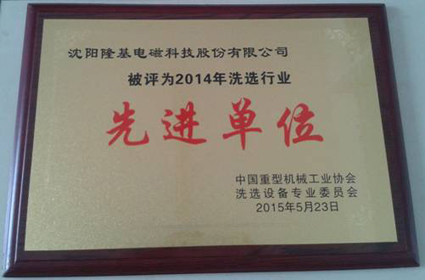 沈阳隆基电磁科技股份有限公司
被评为2014年洗选行业
先进单位
中国重型机械工业协会
洗选设备专业委员会
2015年5月23日